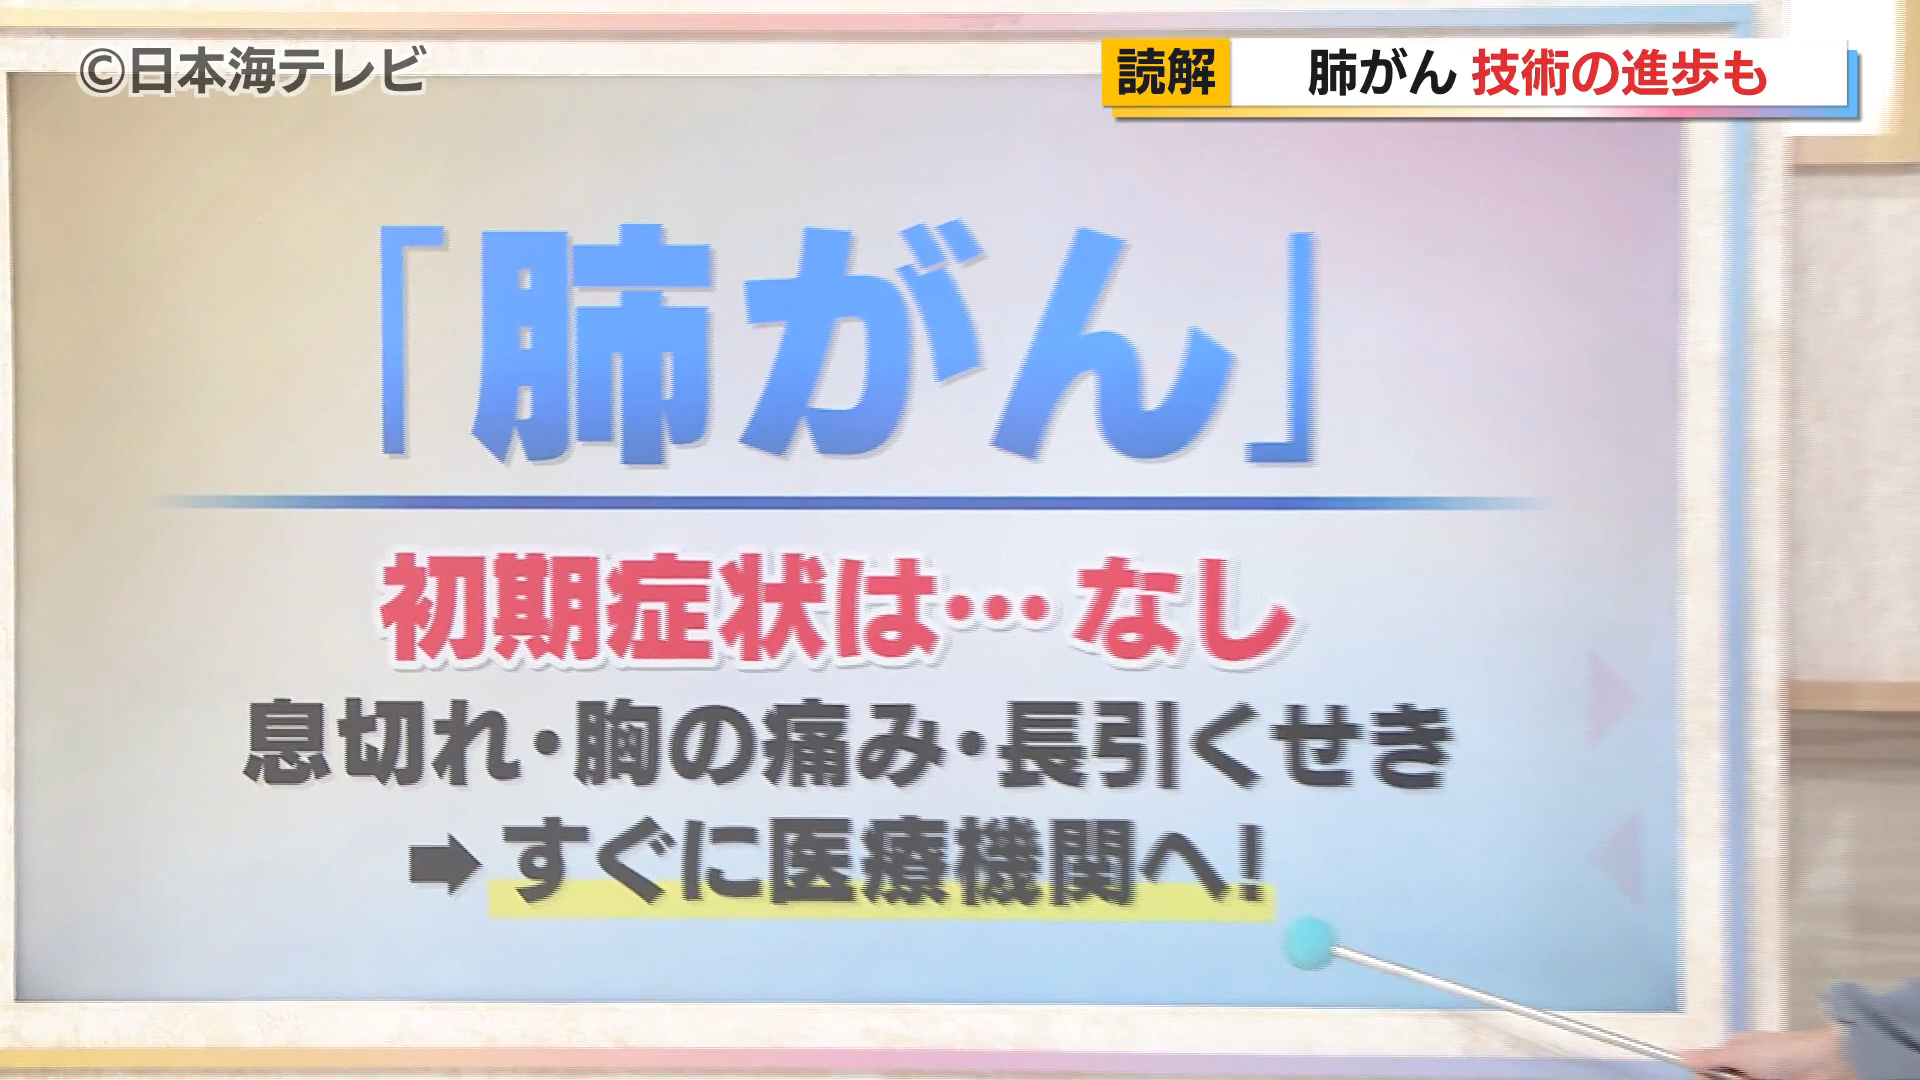 ©日本海テレビ
読解 肺がん 技術の進歩も
「肺がん」
初期症状は…なし
息切れ・胸の痛み・長引くせき
➡すぐに医療機関へ!